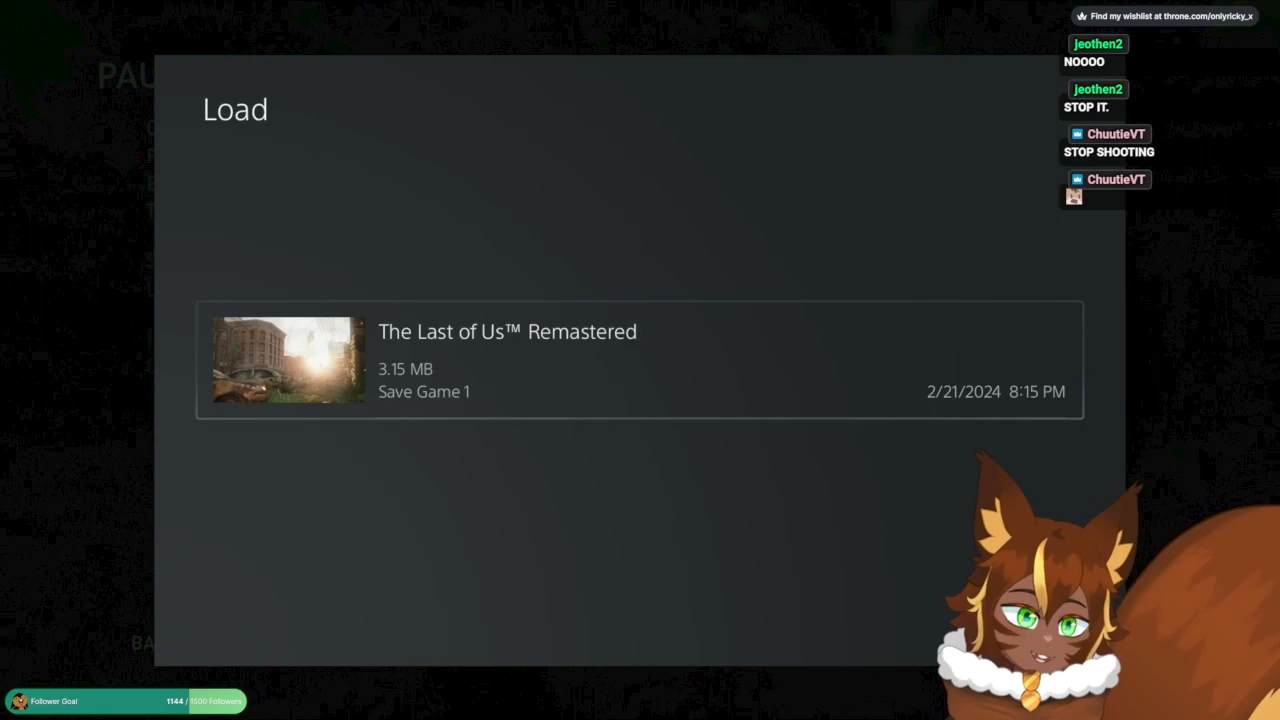 Find my wishlist at throne.com/onlyricky_x
jeothen2
NOOOO
jeothen2
STOP IT.
ChuutieVT
STOP SHOOTING
ChuutieVT
PAU
Load
The Last of Us™ Remastered
3.15 MB
Save Game 1
2/21/2024 8:15 PM
BA
Follower Goal
1144 / 1500 Followers